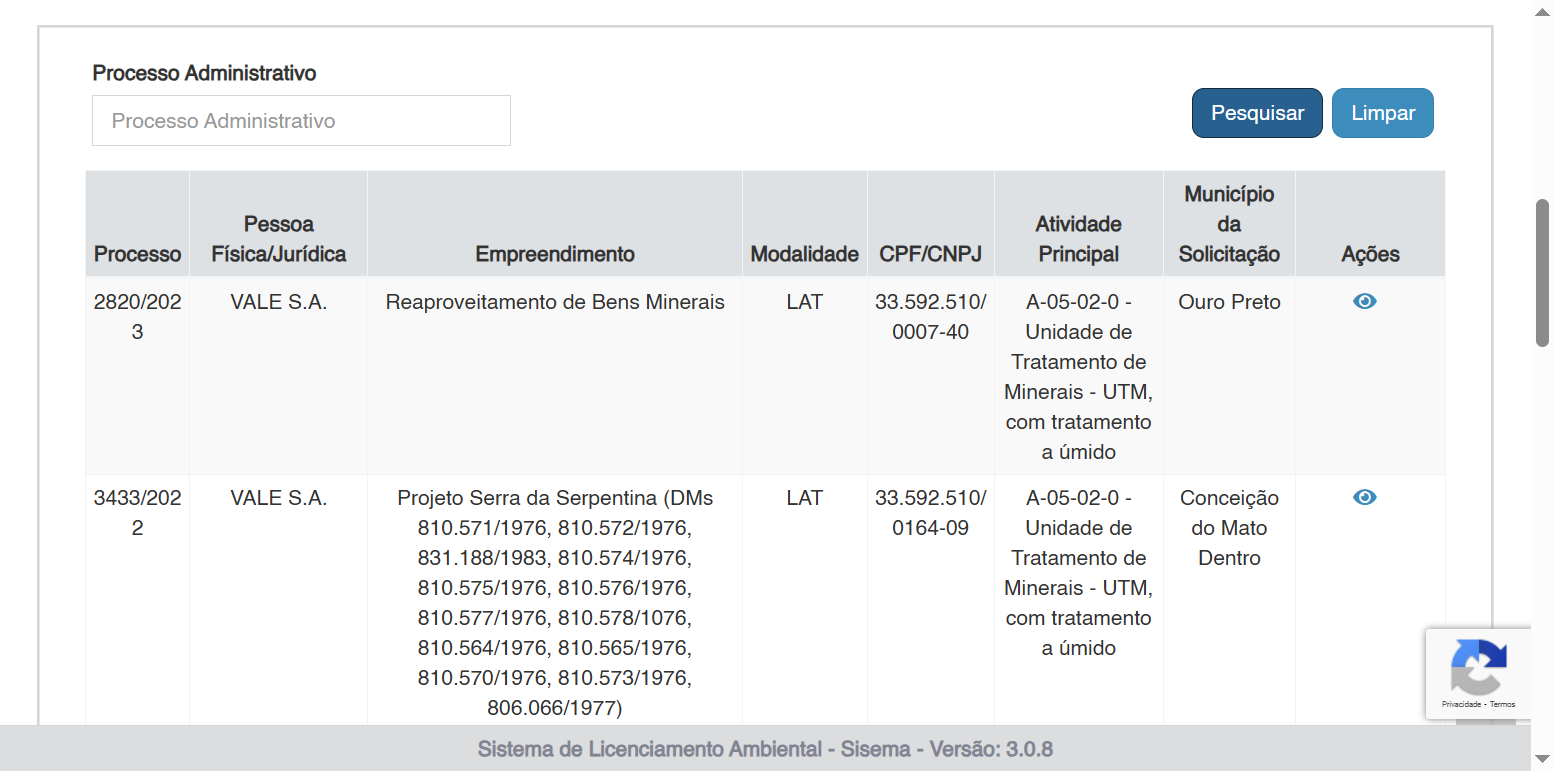 Processo Administrativo
Processo Administrativo
Pesquisar
Limpar
Processo
Pessoa
Física/Jurídica
Empreendimento
Modalidade
CPF/CNPJ
Atividade
Principal
Município
da
Solicitação
Ações
2820/202
3
VALE S.A.
Reaproveitamento de Bens Minerais
LAT
33.592.510/
0007-40
A-05-02-0 -
Unidade de
Tratamento de
Minerais - UTM,
com tratamento
a úmido
Ouro Preto
3433/202
2
VALE S.A.
Projeto Serra da Serpentina (DMs
810.571/1976, 810.572/1976,
831.188/1983, 810.574/1976,
810.575/1976, 810.576/1976,
810.577/1976, 810.578/1076,
810.564/1976, 810.565/1976,
810.570/1976, 810.573/1976,
806.066/1977)
LAT
33.592.510/
0164-09
A-05-02-0 -
Unidade de
Tratamento de
Minerais - UTM,
com tratamento
a úmido
Conceição
do Mato
Dentro
Privacidade - Termos
Sistema de Licenciamento Ambiental - Sisema - Versão: 3.0.8